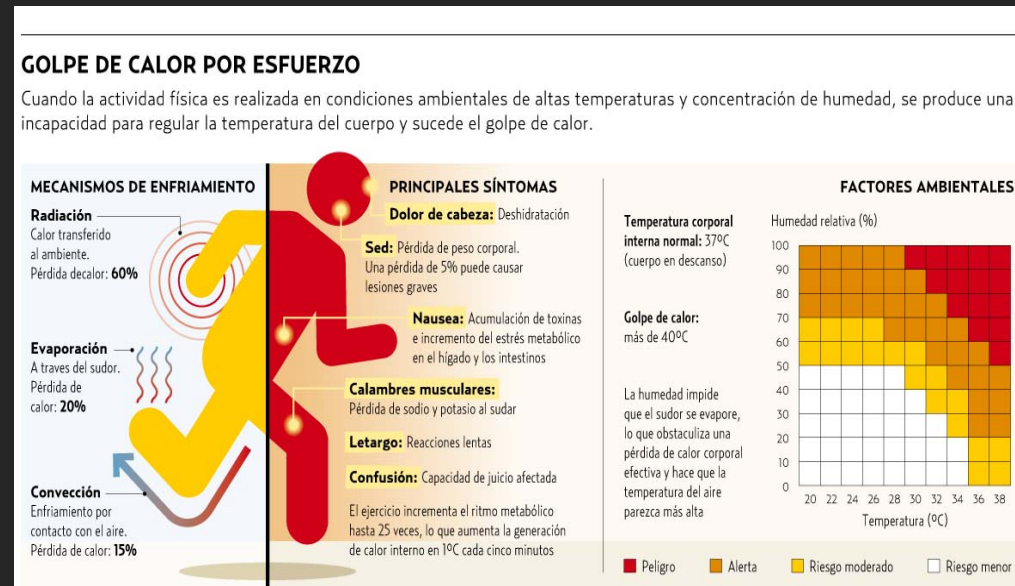 GOLPE DE CALOR POR ESFUERZO
Cuando la actividad física es realizada en condiciones ambientales de altas temperaturas y concentración de humedad, se produce una
incapacidad para regular la temperatura del cuerpo y sucede el golpe de calor.
MECANISMOS DE ENFRIAMIENTO
Radiación
Calor transferido
al ambiente.
Pérdida decalor: 60%
Evaporación
A traves del sudor.
Pérdida de
calor: 20%
Convección
Enfriamiento por
contacto con el aire.
Pérdida de calor: 15%
PRINCIPALES SÍNTOMAS
Dolor de cabeza: Deshidratación
Sed: Pérdida de peso corporal.
Una pérdida de 5% puede causar
lesiones graves
Nausea: Acumulación de toxinas
e incremento del estrés metabólico
en el hígado y los intestinos
Calambres musculares:
Pérdida de sodio y potasio al sudar
Letargo: Reacciones lentas
Confusión: Capacidad de juicio afectada
El ejercicio incrementa el ritmo metabólico
hasta 25 veces, lo que aumenta la generación
de calor interno en 1ºC cada cinco minutos
FACTORES AMBIENTALES
Temperatura corporal
interna normal: 37ºC
(cuerpo en descanso)
Golpe de calor:
más de 40ºC
La humedad impide
que el sudor se evapore,
lo que obstaculiza una
pérdida de calor corporal
efectiva y hace que la
temperatura del aire
parezca más alta
Humedad relativa (%)
100
90
80
70
60
50
40
30
20
10
0
20 22 24 26 28 30 32 34 36 38
Temperatura (ºC)
Peligro
Alerta
Riesgo moderado
Riesgo menor